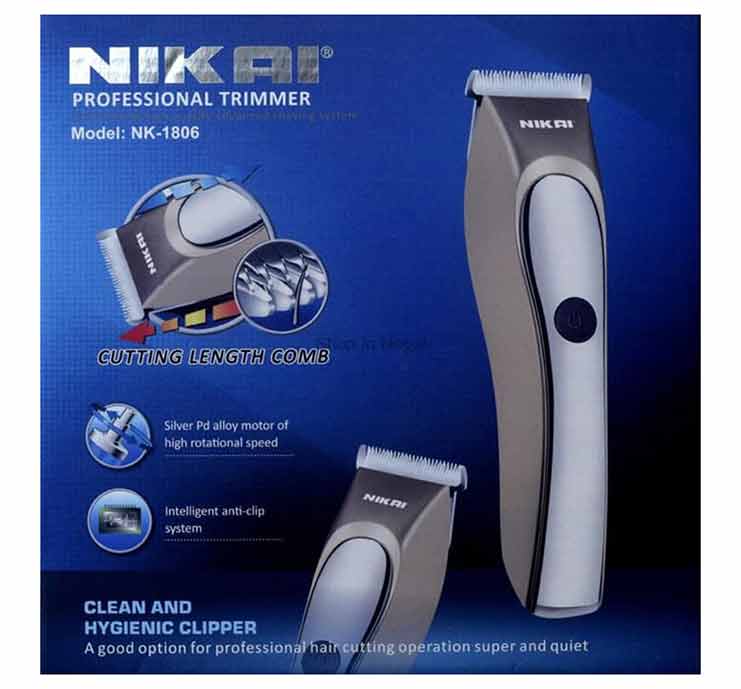 NIKAI®
PROFESSIONAL TRIMMER
Model: NK-1806
NIKAI
NIKAI
CUTTING LENGTH COMB
Silver Pd alloy motor of
high rotational speed
Intelligent anti-clip
system
NIKAI
CLEAN AND
HYGIENIC CLIPPER
A good option for professional hair cutting operation super and quiet